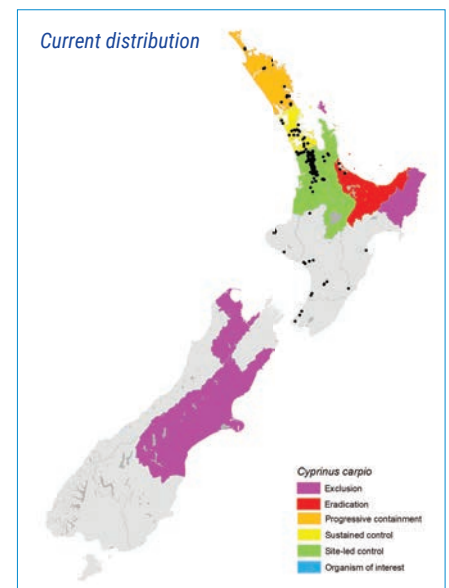 Current distribution
Cyprinus carpio
Exclusion
Eradication
Progressive containment
Sustained control
Site-led control
Organism of interest